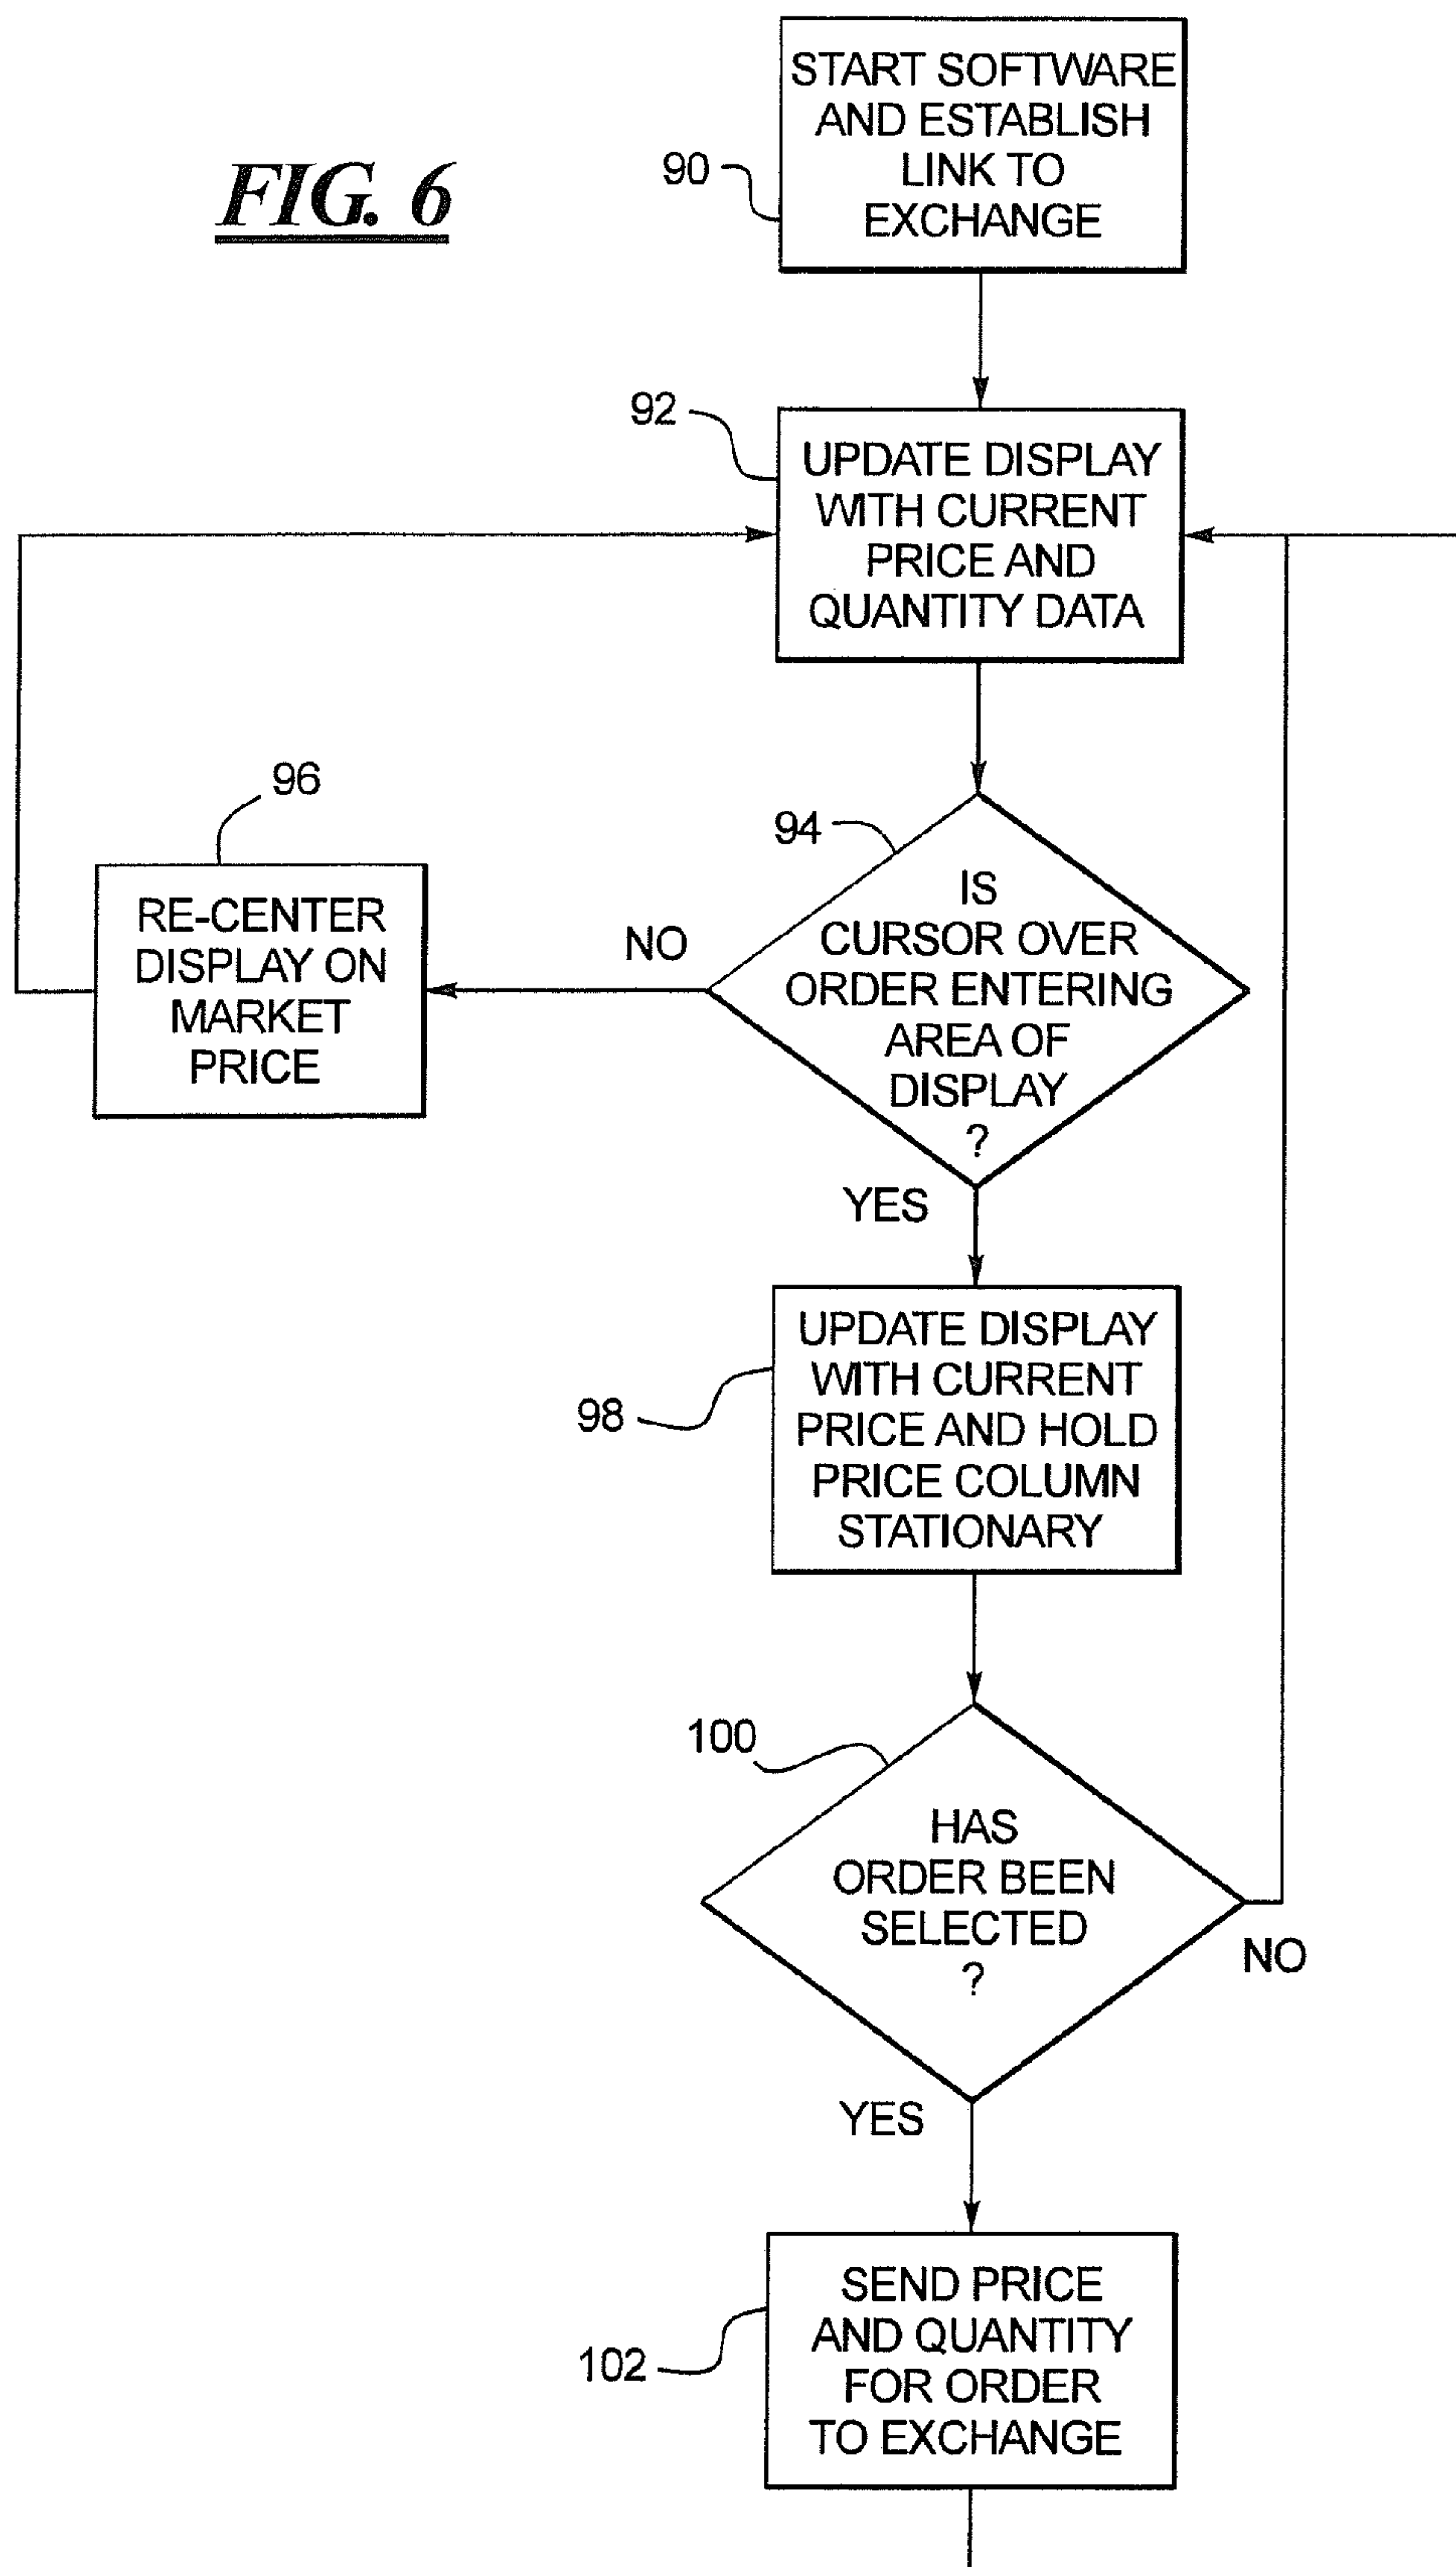 FIG. 6
90
START SOFTWARE
AND ESTABLISH
LINK TO
EXCHANGE
92
UPDATE DISPLAY
WITH CURRENT
PRICE AND
QUANTITY DATA
94
IS
CURSOR OVER
ORDER ENTERING
AREA OF
DISPLAY
?
NO
96
RE-CENTER
DISPLAY ON
MARKET
PRICE
YES
98
UPDATE DISPLAY
WITH CURRENT
PRICE AND HOLD
PRICE COLUMN
STATIONARY
100
HAS
ORDER BEEN
SELECTED
?
NO
YES
102
SEND PRICE
AND QUANTITY
FOR ORDER
TO EXCHANGE